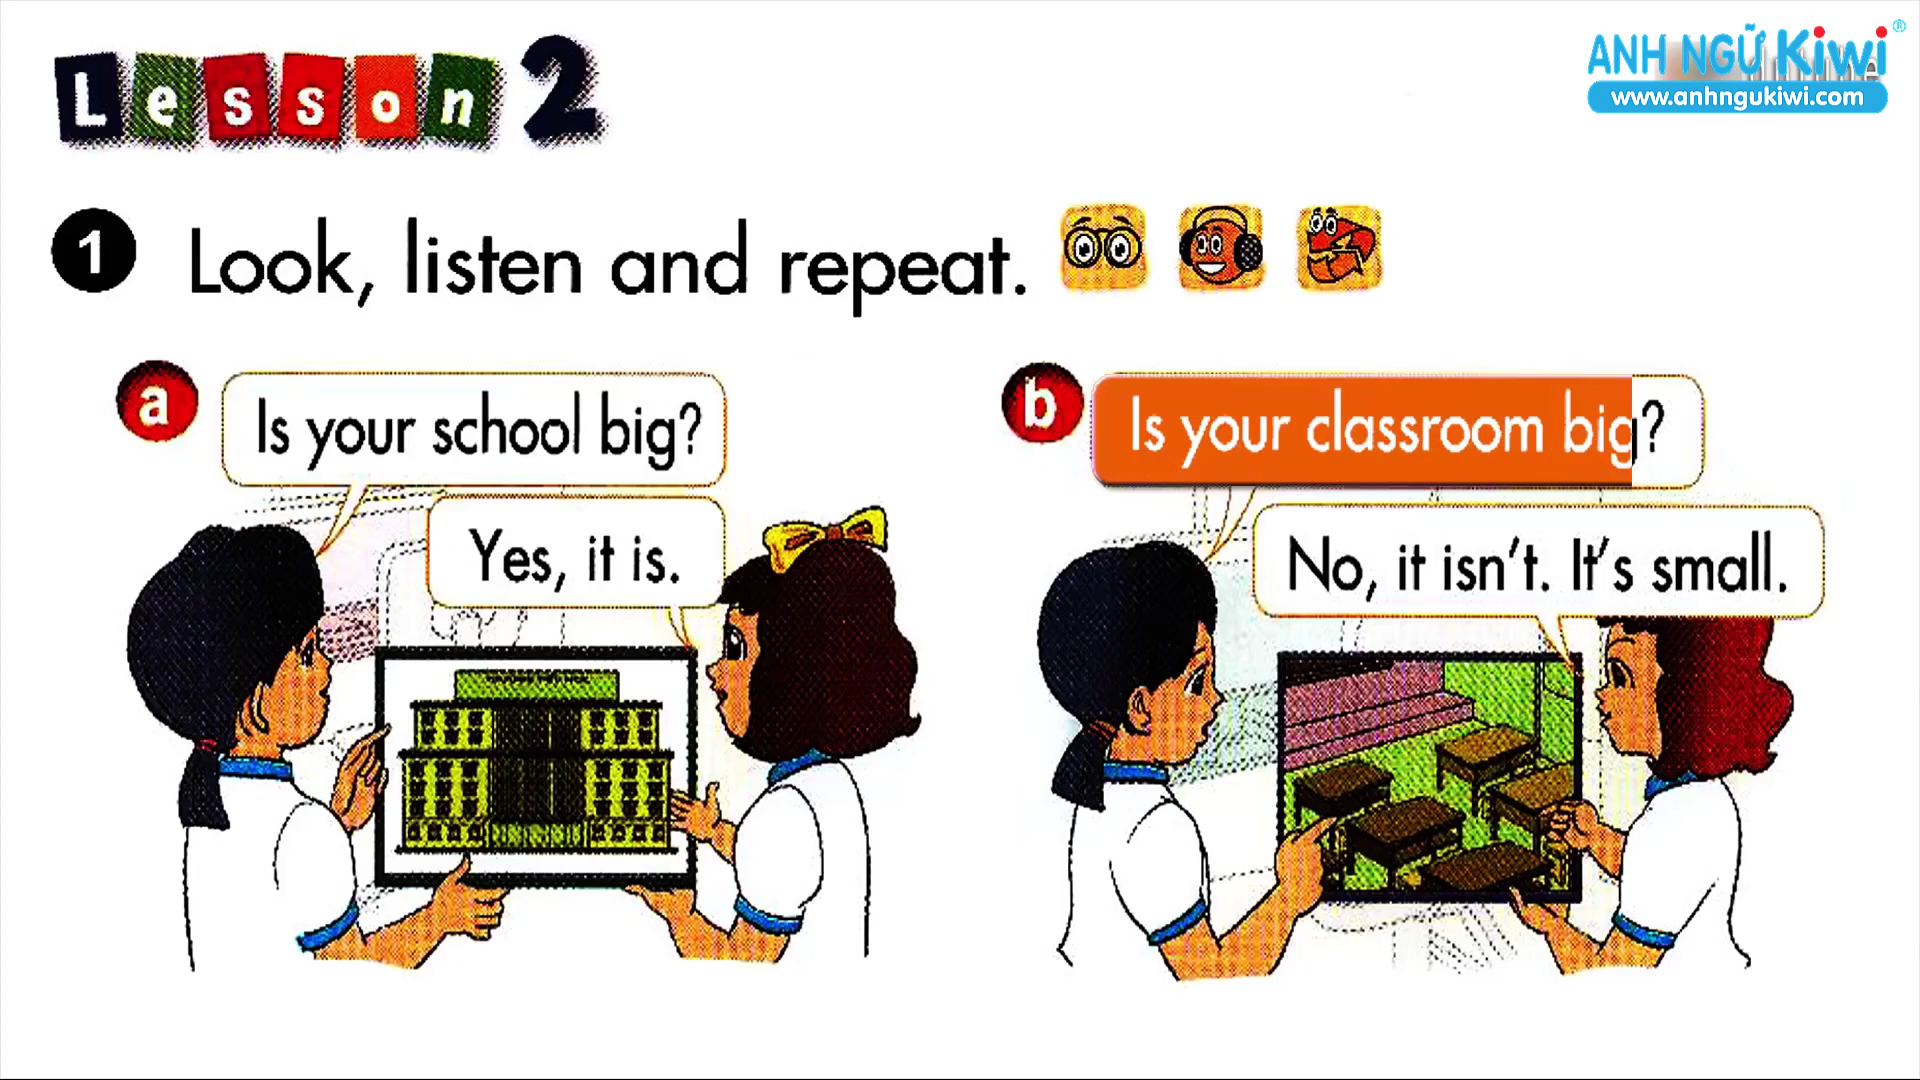 Lesson 2
ANH NGỮ Kiwi ®
www.anhngukiwi.com
1 Look, listen and repeat.
a
Is your school big?
Yes, it is.
b
Is your classroom big?
No, it isn't. It's small.